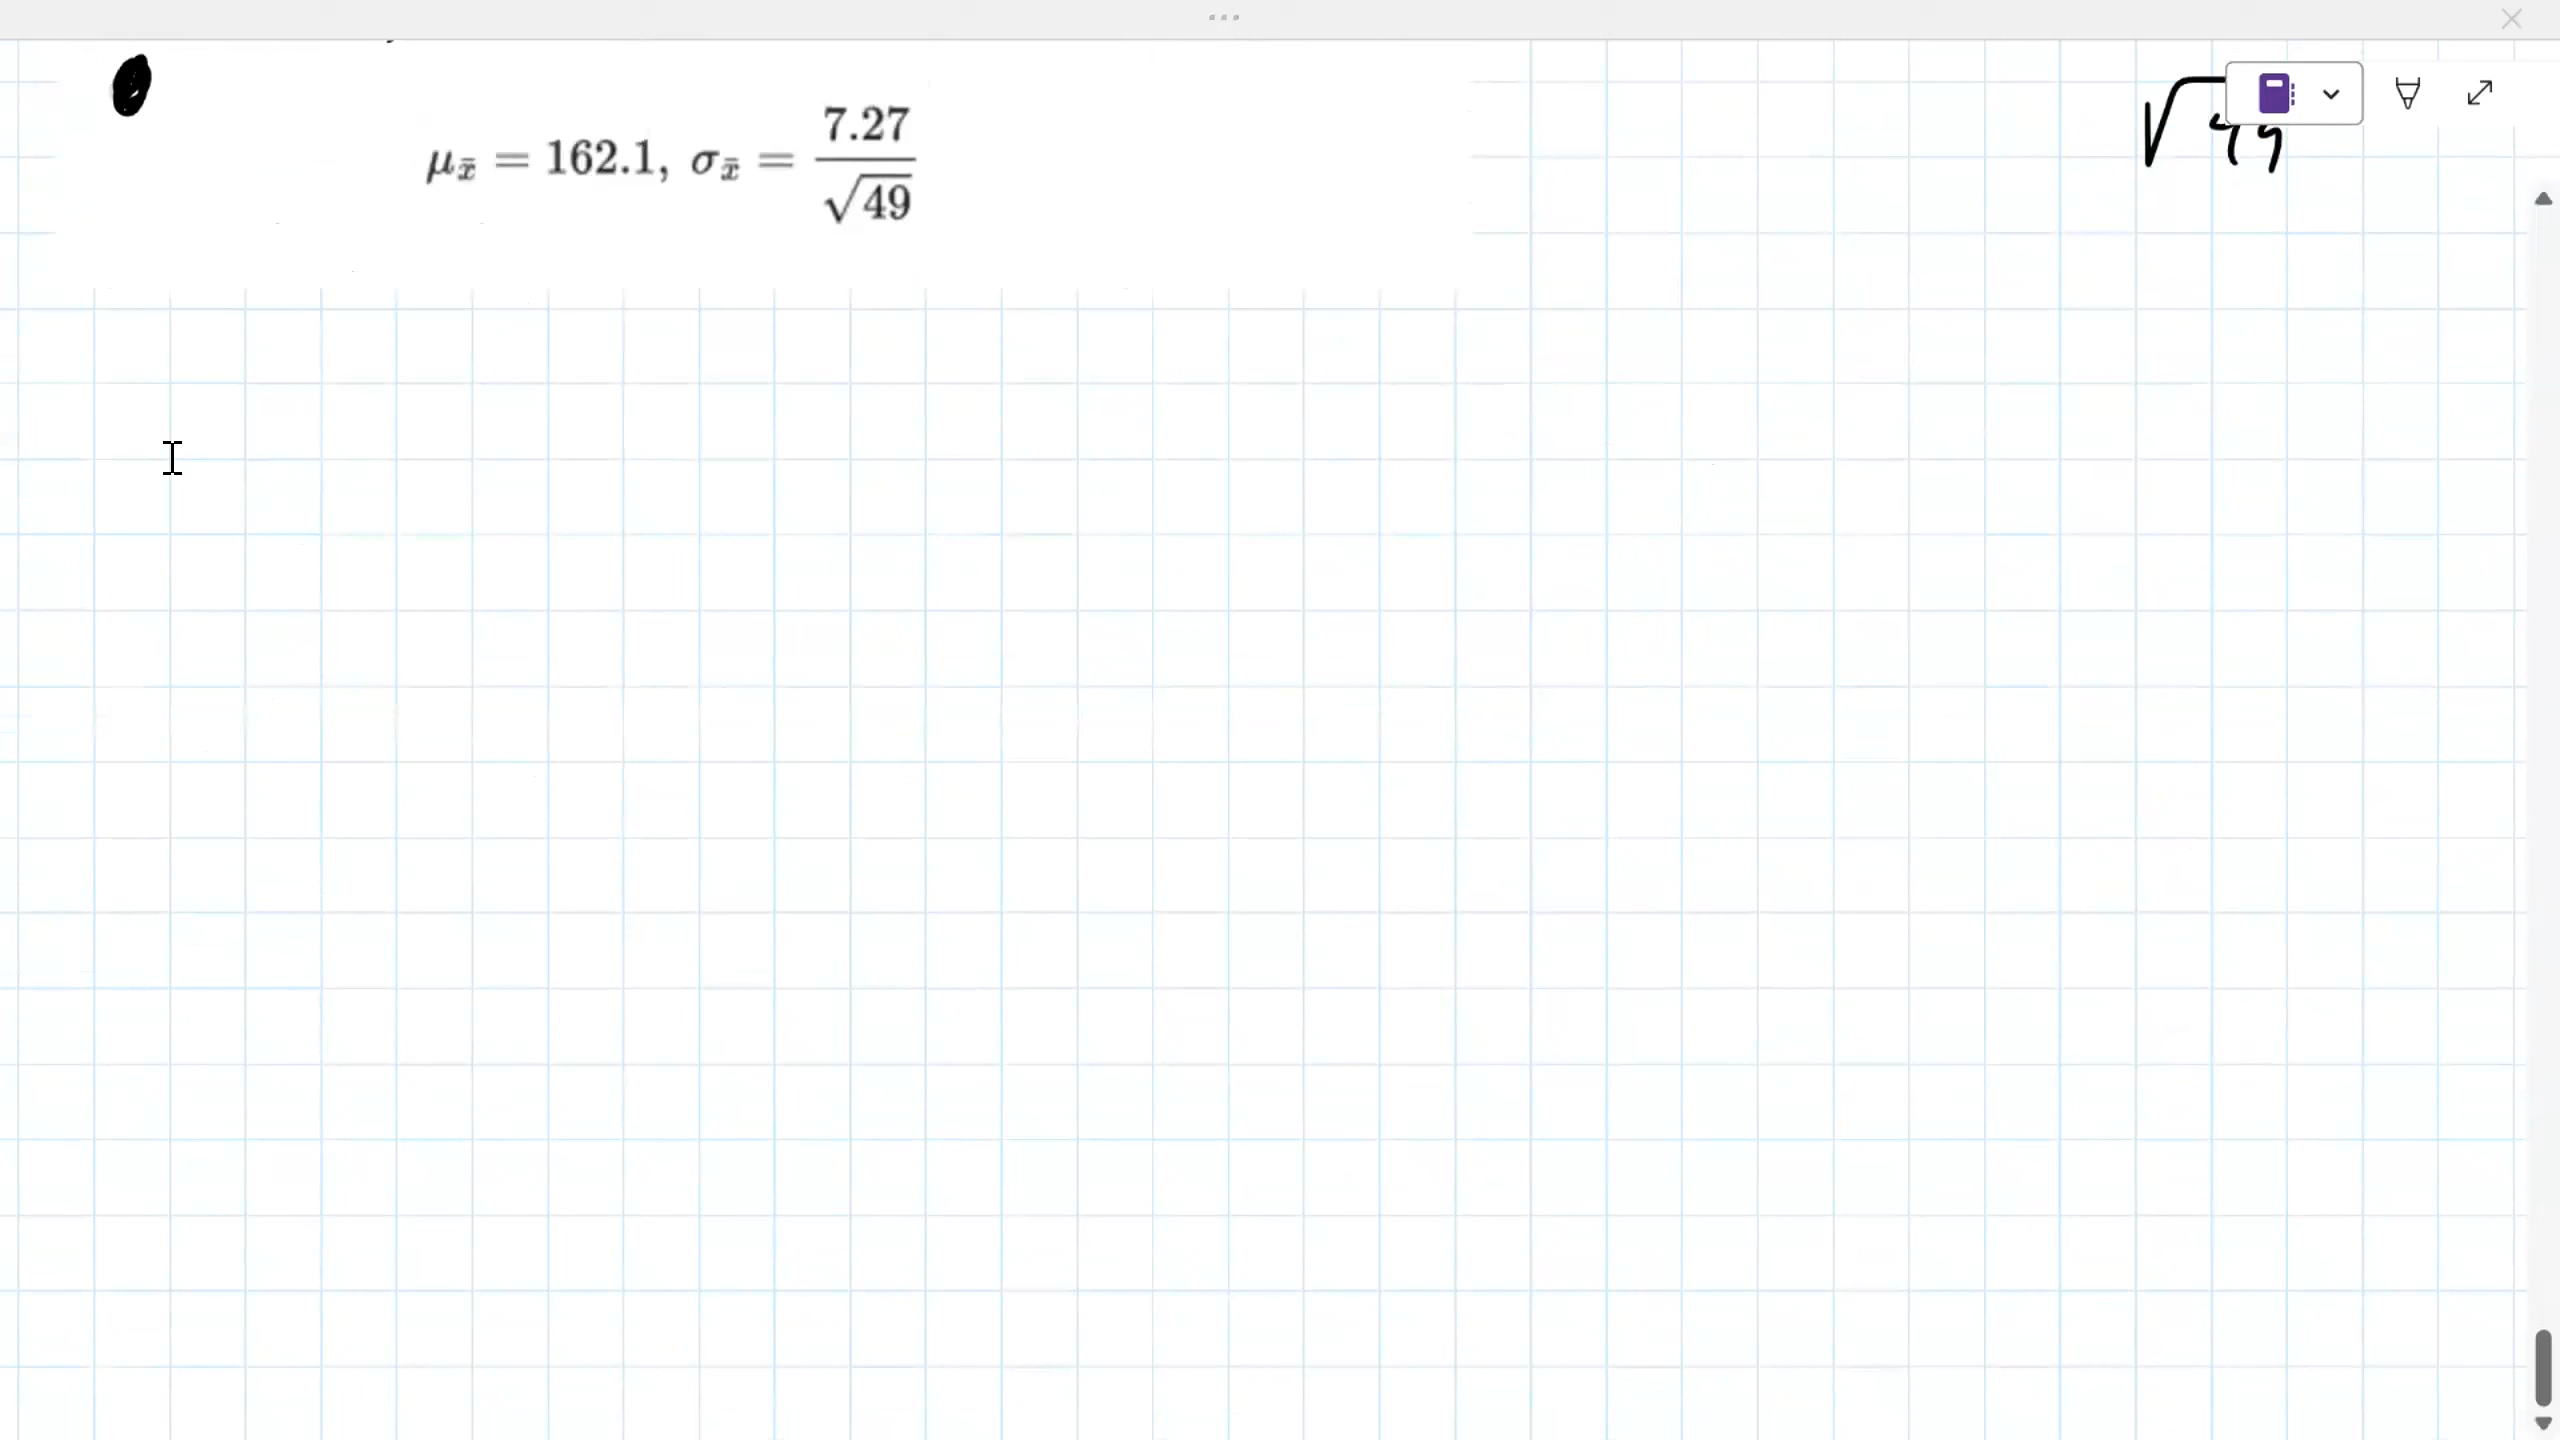 μ_x̄ = 162.1, σ_x̄ = 7.27/√49
√49